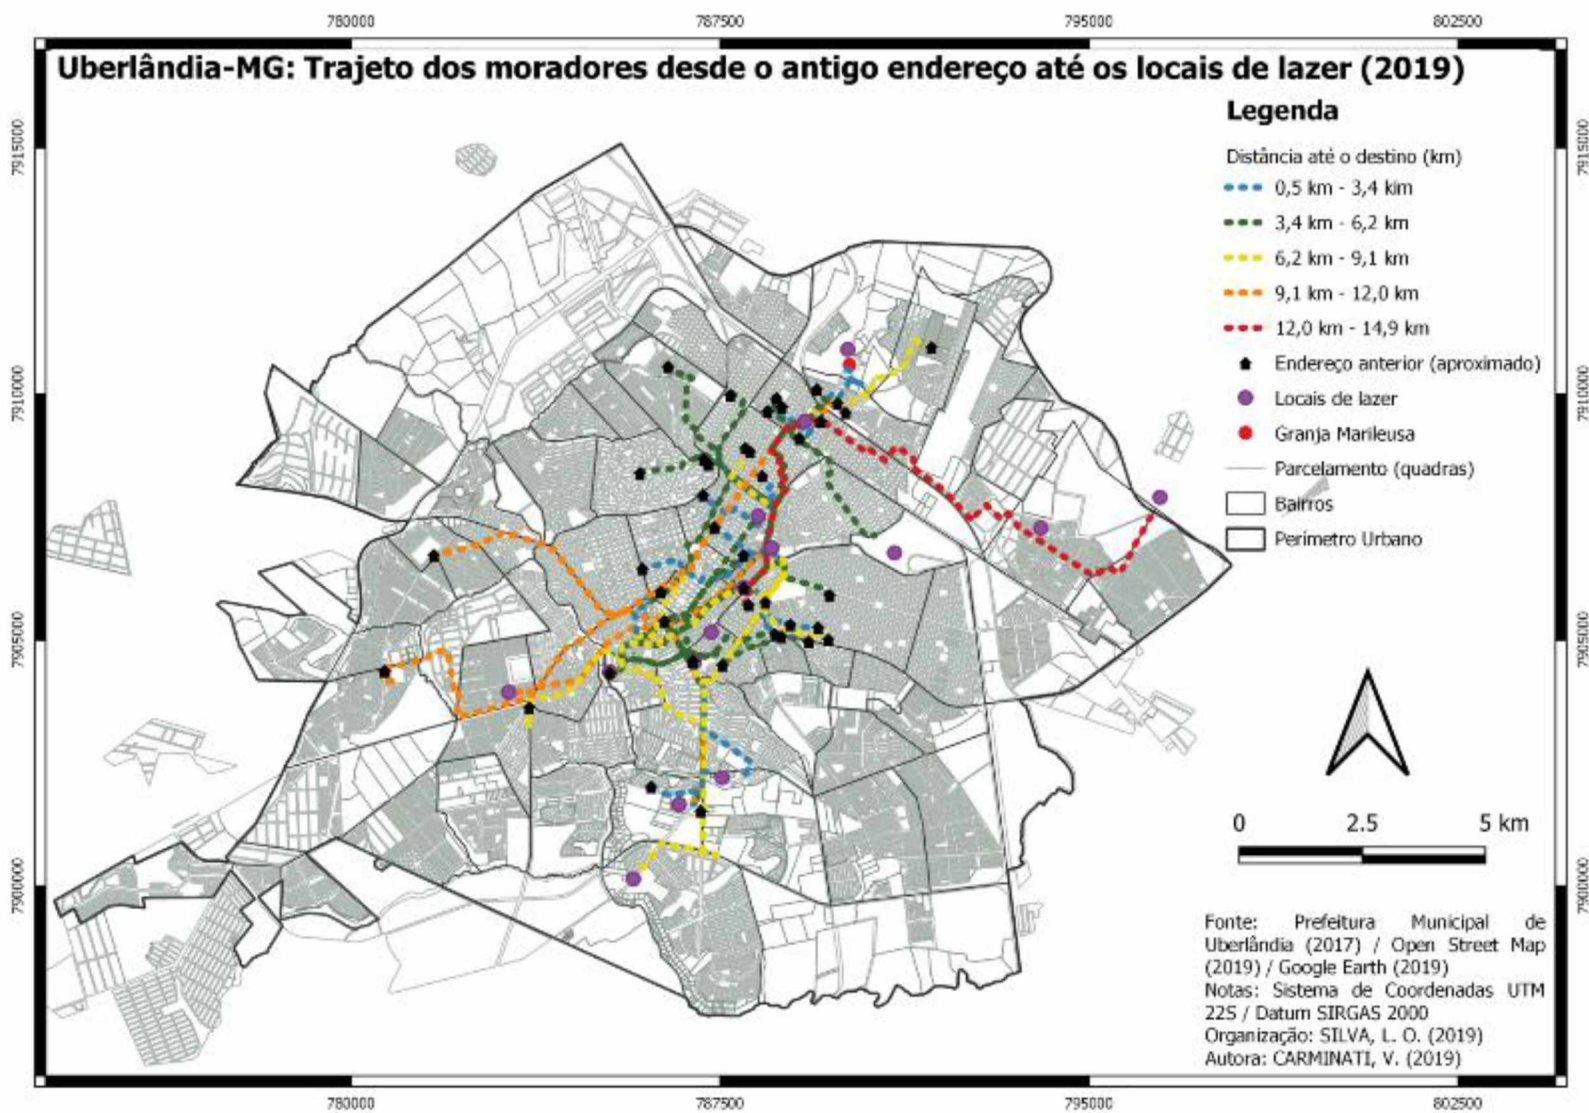 780000 787500 795000 802500
Uberlândia-MG: Trajeto dos moradores desde o antigo endereço até os locais de lazer (2019)
Legenda
Distância até o destino (km)
0,5 km - 3,4 kim
3,4 km - 6,2 km
6,2 km - 9,1 km
9,1 km - 12,0 km
12,0 km - 14,9 km
Endereço anterior (aproximado)
Locais de lazer
Granja Marileusa
Parcelamento (quadras)
Bairros
Perímetro Urbano
7915000 7915000
7910000 7910000
7905000 7905000
7900000 7900000
0 2.5 5 km
Fonte: Prefeitura Municipal de
Uberlândia (2017) / Open Street Map
(2019) / Google Earth (2019)
Notas: Sistema de Coordenadas UTM
22S / Datum SIRGAS 2000
Organização: SILVA, L. O. (2019)
Autora: CARMINATI, V. (2019)
780000 787500 795000 802500